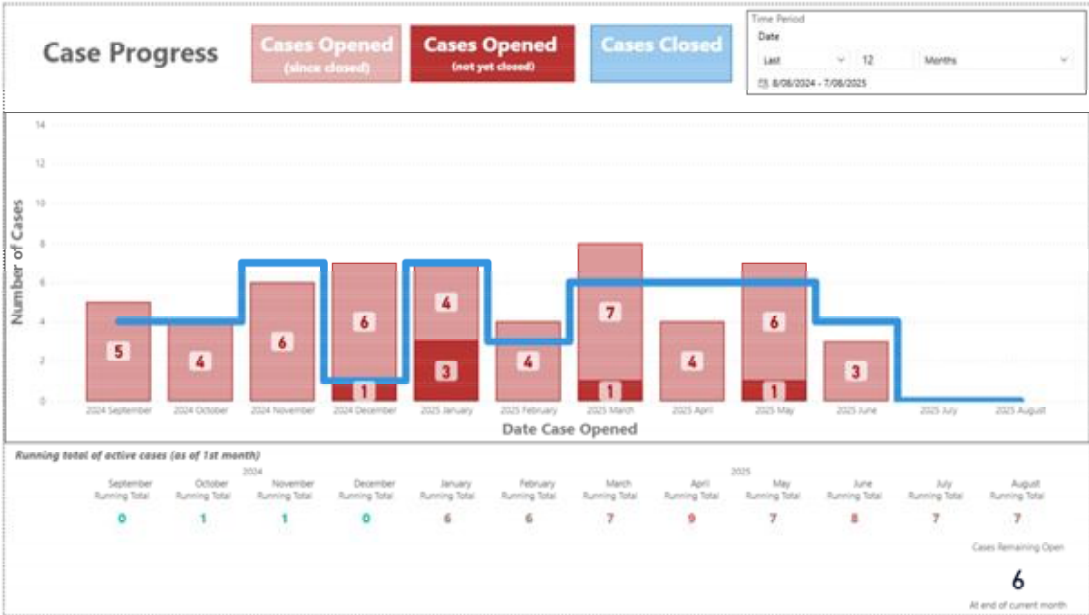 Case Progress
Cases Opened
(since closed)
Cases Opened
(not yet closed)
Cases Closed
Time Period
Date
Last 12 Months
8/08/2024 - 7/08/2025
Number of Cases
14
12
10
8
6
4
2
0
5
4
6
6
1
4
3
4
7
1
4
6
1
3
2024 September 2024 October 2024 November 2024 December 2025 January 2025 February 2025 March 2025 April 2025 May 2025 June 2025 July 2025 August
Date Case Opened
Running total of active cases (as of 1st month)
2024 2025
September October November December January February March April May June July August
Running Total Running Total Running Total Running Total Running Total Running Total Running Total Running Total Running Total Running Total Running Total Running Total
0 1 1 0 6 6 7 9 7 8 7 7
Cases Remaining Open
6
At end of current month